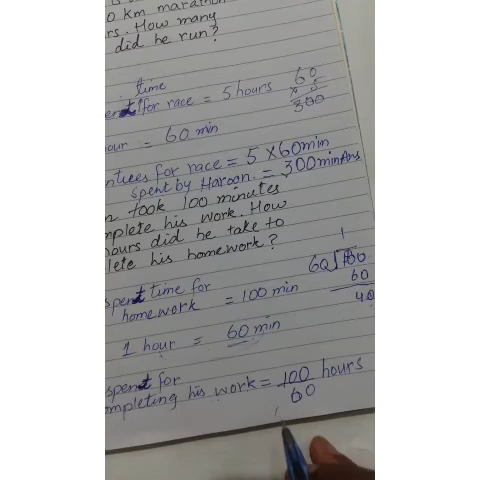 0 km marathon
rs. How many
did he run?
time
for race = 5 hours
60
× 5
300
our = 60 min
for race = 5 × 60 min
spent by Haroon. = 300 min Ans
n took 100 minutes
mplete his work. How
hours did he take to
lete his homework?
1
60 100
60
40
spent time for
homework = 100 min
1 hour = 60 min
spent for
mpleting his work = 100 hours
60